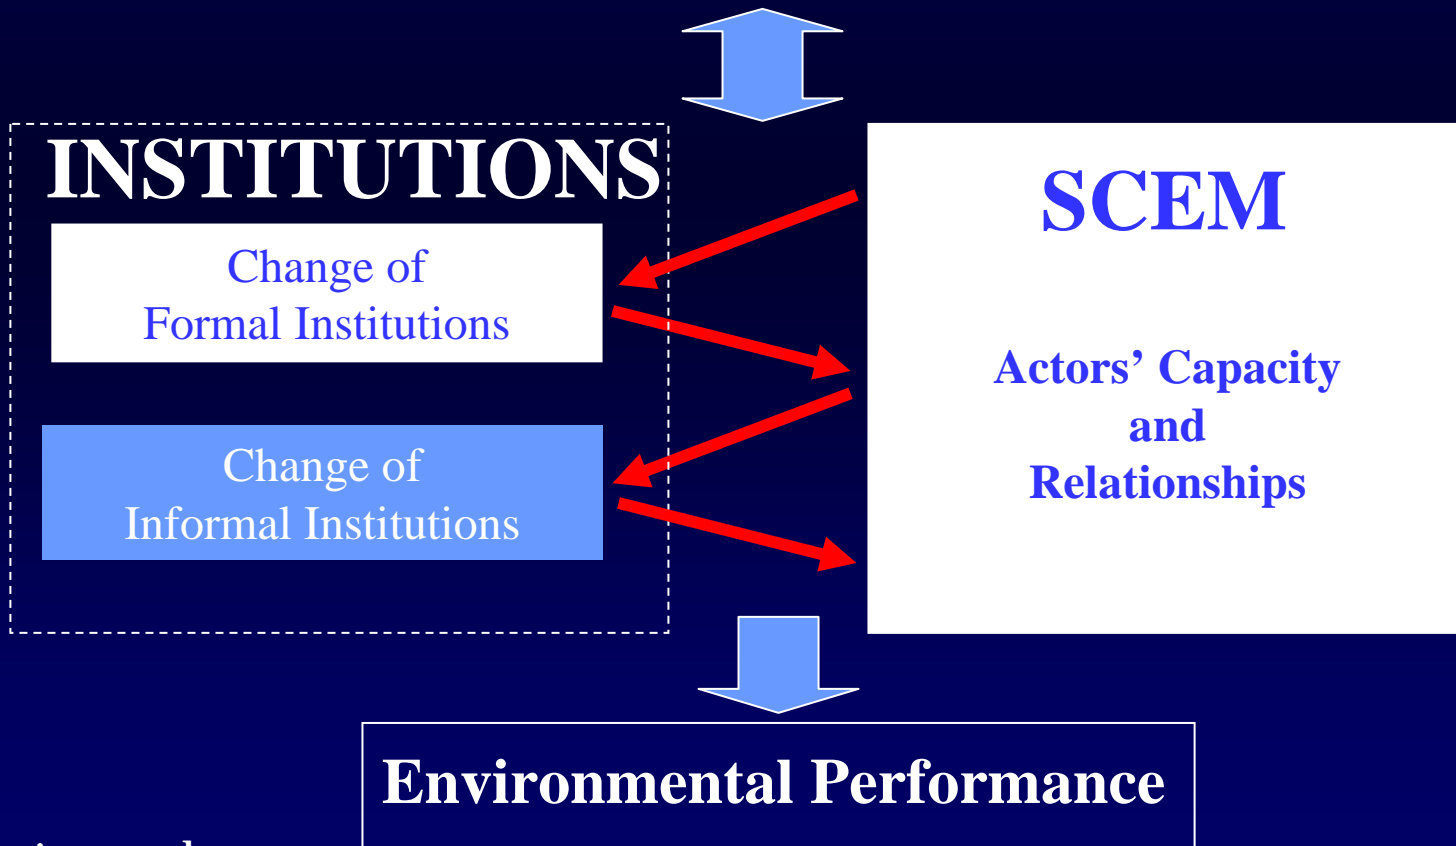 INSTITUTIONS
Change of
Formal Institutions
Change of
Informal Institutions
SCEM
Actors’ Capacity
and
Relationships
Environmental Performance